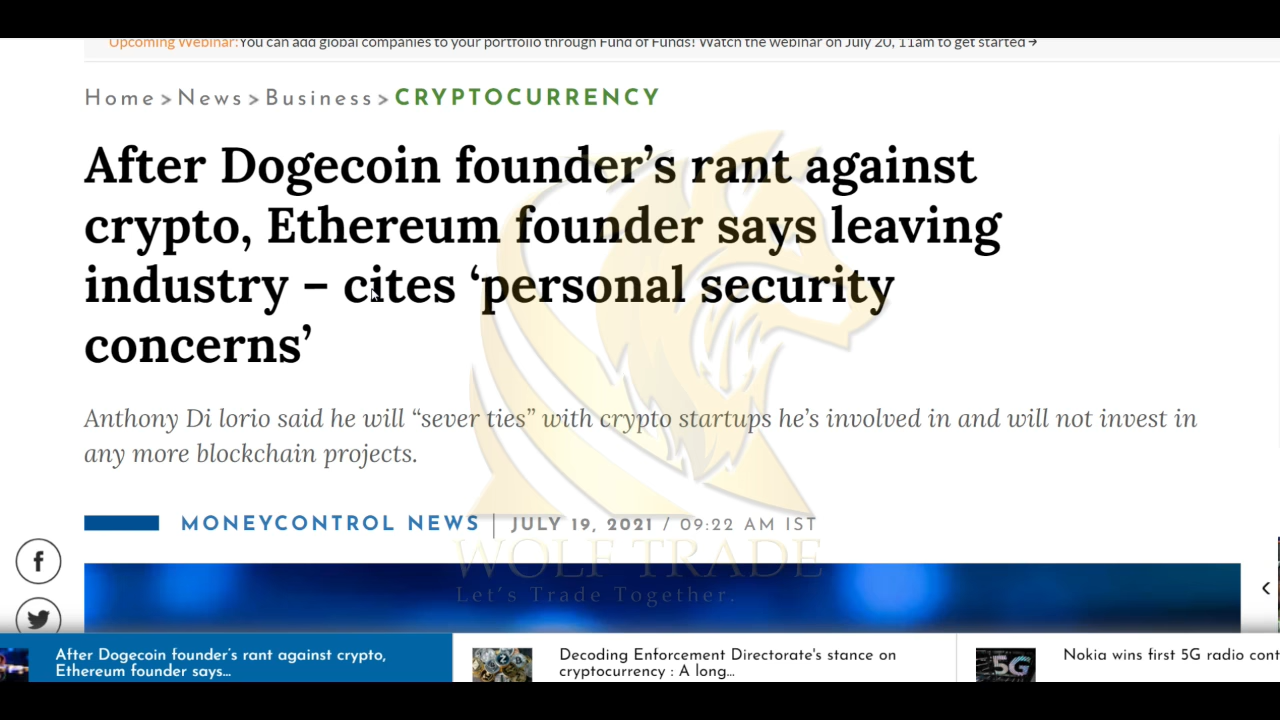 Upcoming Webinar:You can add global companies to your portfolio through Fund of Funds! Watch the webinar on July 20, 11am to get started →
Home > News > Business > CRYPTOCURRENCY
After Dogecoin founder’s rant against
crypto, Ethereum founder says leaving
industry – cites ‘personal security
concerns’
Anthony Di lorio said he will “sever ties” with crypto startups he’s involved in and will not invest in
any more blockchain projects.
MONEYCONTROL NEWS | JULY 19, 2021 / 09:22 AM IST
WOLF TRADE
Let's Trade Together.
After Dogecoin founder’s rant against crypto,
Ethereum founder says...
Decoding Enforcement Directorate's stance on
cryptocurrency : A long...
5G
Nokia wins first 5G radio cont